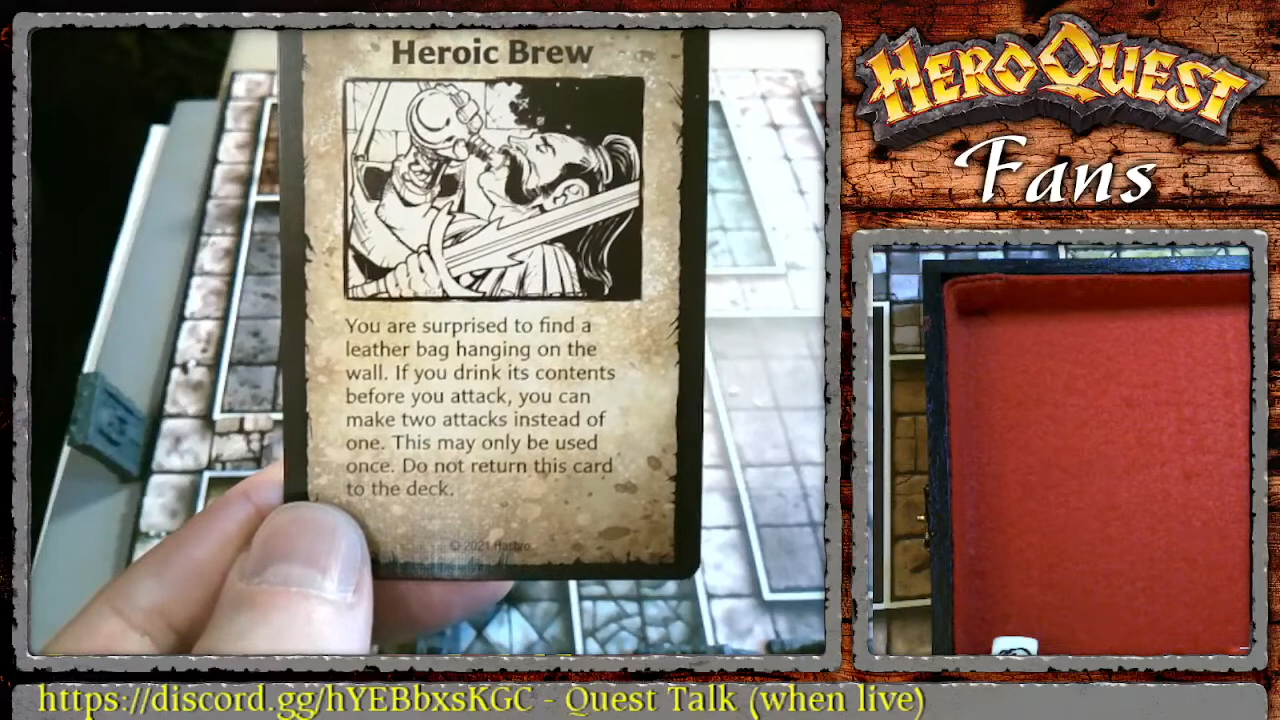 Heroic Brew
You are surprised to find a
leather bag hanging on the
wall. If you drink its contents
before you attack, you can
make two attacks instead of
one. This may only be used
once. Do not return this card
to the deck.
© 2021 Hasbro
HEROQUEST
Fans
https://discord.gg/hYEBbxsKGC - Quest Talk (when live)